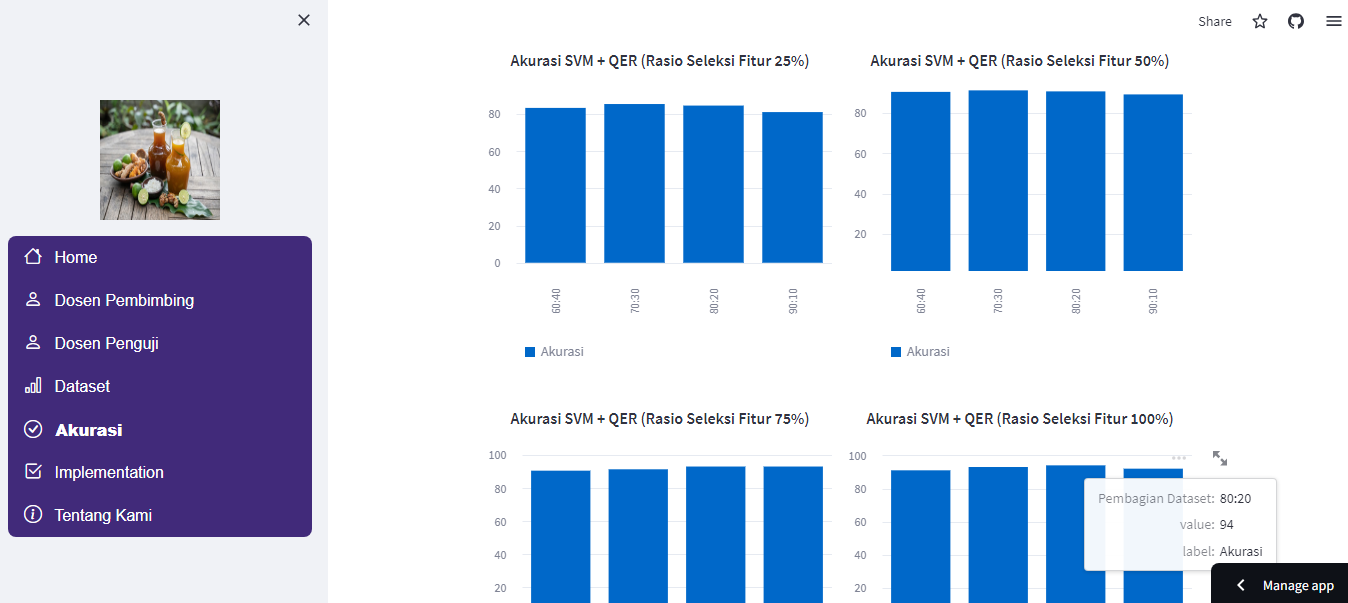 Share
Home
Dosen Pembimbing
Dosen Penguji
Dataset
Akurasi
Implementation
Tentang Kami
Akurasi SVM + QER (Rasio Seleksi Fitur 25%)
80
60
40
20
0
60:40
70:30
80:20
90:10
Akurasi
Akurasi SVM + QER (Rasio Seleksi Fitur 50%)
80
60
40
20
60:40
70:30
80:20
90:10
Akurasi
Akurasi SVM + QER (Rasio Seleksi Fitur 75%)
100
80
60
40
20
Akurasi SVM + QER (Rasio Seleksi Fitur 100%)
100
80
60
40
20
Pembagian Dataset: 80:20
value: 94
label: Akurasi
Manage app